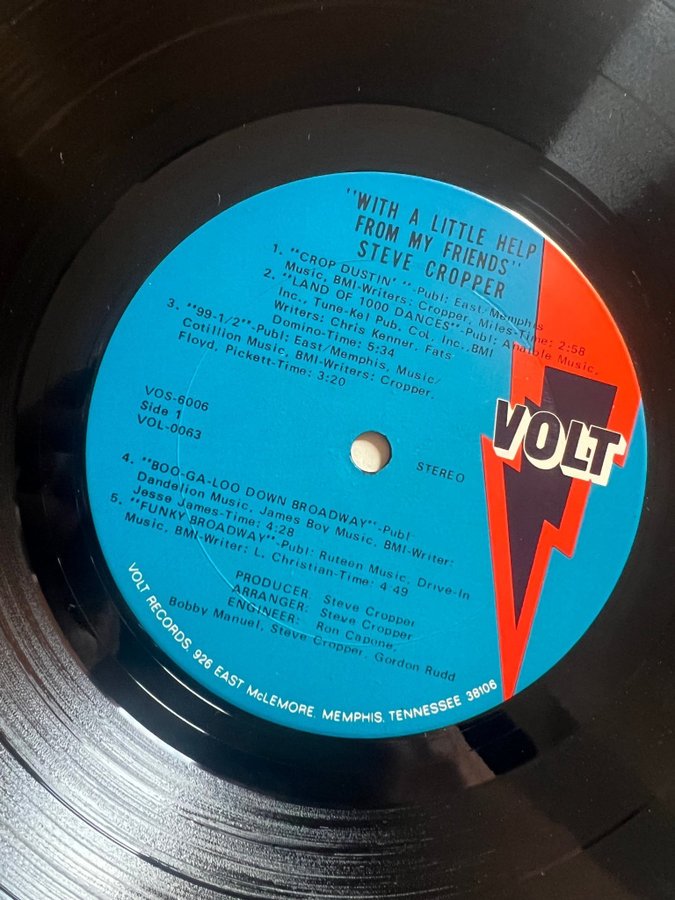 "WITH A LITTLE HELP
FROM MY FRIENDS"
STEVE CROPPER
1. "CROP DUSTIN' "-Publ: East/Memphis
Music, BMI-Writers: Cropper, Miles-Time: 2:58
2. "LAND OF 1000 DANCES"-Publ: Anatole Music,
Inc., Tune-Kel Pub. Col, Inc., BMI
Writers: Chris Kenner, Fats
Domino-Time: 5:34
3. "99-1/2"-Publ: East/Memphis, Music/
Cotillion Music, BMI-Writers: Cropper,
Floyd, Pickett-Time: 3:20
VOS-6006
Side 1
VOL-0063
STEREO
VOLT
4. "BOO-GA-LOO DOWN BROADWAY"-Publ
Dandelion Music, James Boy Music, BMI-Writer:
Jesse James-Time: 4:28
5. "FUNKY BROADWAY"-Publ: Ruteen Music, Drive-In
Music, BMI-Writer: L. Christian-Time: 4:49
PRODUCER: Steve Cropper
ARRANGER: Steve Cropper
ENGINEER: Ron Capone,
Bobby Manuel, Steve Cropper, Gordon Rudd
VOLT RECORDS, 926 EAST McLEMORE, MEMPHIS, TENNESSEE 38106